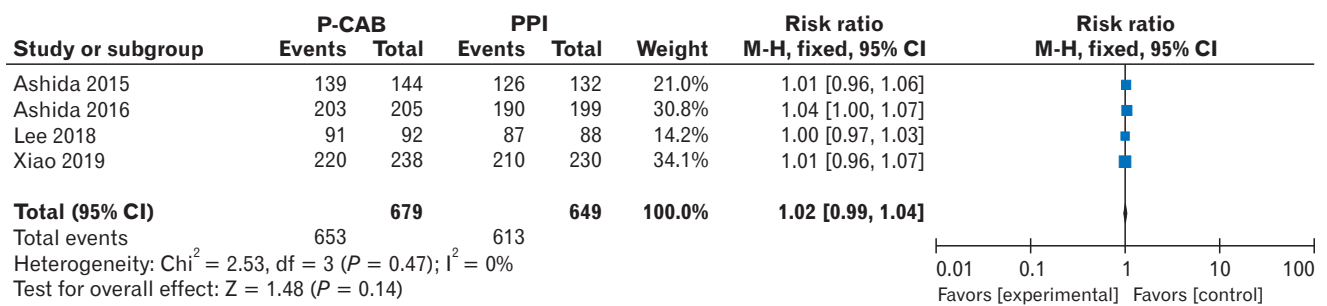 P-CAB PPI Risk ratio Risk ratio
Study or subgroup Events Total Events Total Weight M-H, fixed, 95% CI M-H, fixed, 95% CI
Ashida 2015 139 144 126 132 21.0% 1.01 [0.96, 1.06]
Ashida 2016 203 205 190 199 30.8% 1.04 [1.00, 1.07]
Lee 2018 91 92 87 88 14.2% 1.00 [0.97, 1.03]
Xiao 2019 220 238 210 230 34.1% 1.01 [0.96, 1.07]
Total (95% CI) 679 649 100.0% 1.02 [0.99, 1.04]
Total events 653 613
Heterogeneity: Chi² = 2.53, df = 3 (P = 0.47); I² = 0%
Test for overall effect: Z = 1.48 (P = 0.14)
0.01 0.1 1 10 100
Favors [experimental] Favors [control]